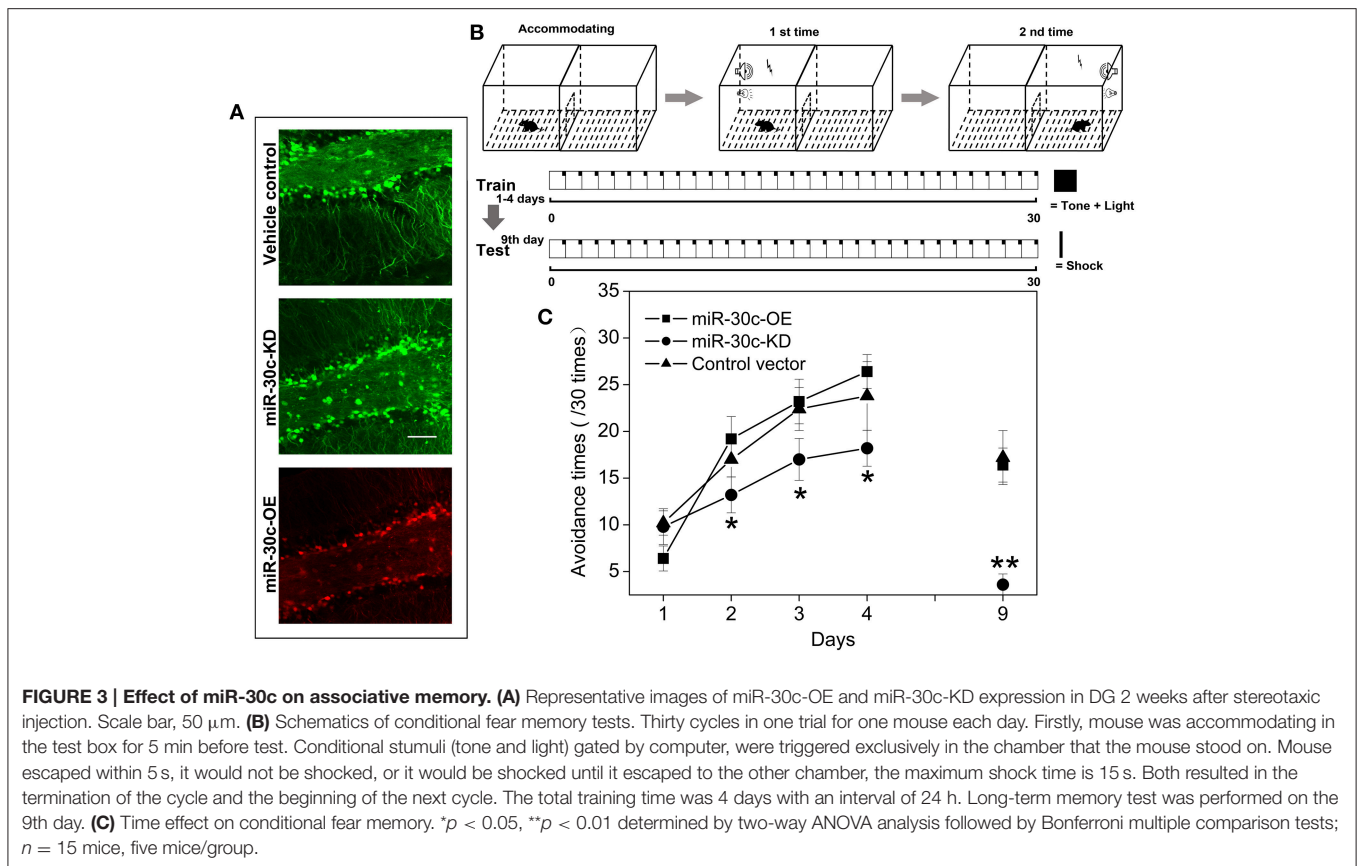 B
Accommodating
1 st time
2 nd time
A
Vehicle control
miR-30c-KD
miR-30c-OE
Train
1-4 days
0
30
= Tone + Light
9th day
Test
0
30
= Shock
C
miR-30c-OE
miR-30c-KD
Control vector
Avoidance times ( /30 times）
35
30
25
20
15
10
5
*
*
*
**
1
2
3
4
9
Days
FIGURE 3 | Effect of miR-30c on associative memory. (A) Representative images of miR-30c-OE and miR-30c-KD expression in DG 2 weeks after stereotaxic
injection. Scale bar, 50 μm. (B) Schematics of conditional fear memory tests. Thirty cycles in one trial for one mouse each day. Firstly, mouse was accommodating in
the test box for 5 min before test. Conditional stumuli (tone and light) gated by computer, were triggered exclusively in the chamber that the mouse stood on. Mouse
escaped within 5 s, it would not be shocked, or it would be shocked until it escaped to the other chamber, the maximum shock time is 15 s. Both resulted in the
termination of the cycle and the beginning of the next cycle. The total training time was 4 days with an interval of 24 h. Long-term memory test was performed on the
9th day. (C) Time effect on conditional fear memory. *p < 0.05, **p < 0.01 determined by two-way ANOVA analysis followed by Bonferroni multiple comparison tests;
n = 15 mice, five mice/group.